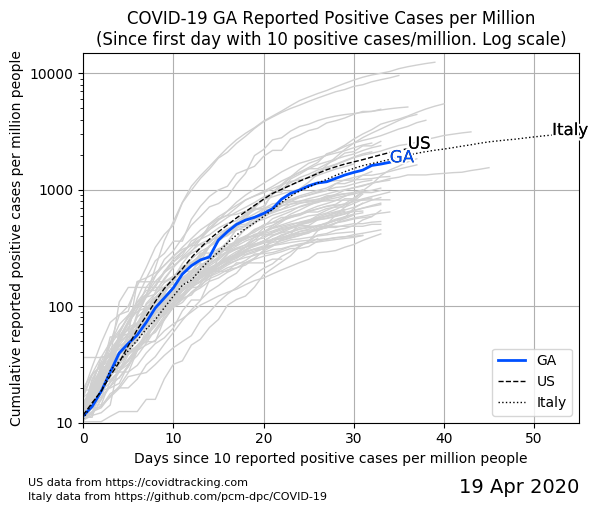 COVID-19 GA Reported Positive Cases per Million
(Since first day with 10 positive cases/million. Log scale)
Cumulative reported positive cases per million people
10000
1000
100
10
US
GA
Italy
GA
US
Italy
0
10
20
30
40
50
Days since 10 reported positive cases per million people
US data from https://covidtracking.com
Italy data from https://github.com/pcm-dpc/COVID-19
19 Apr 2020